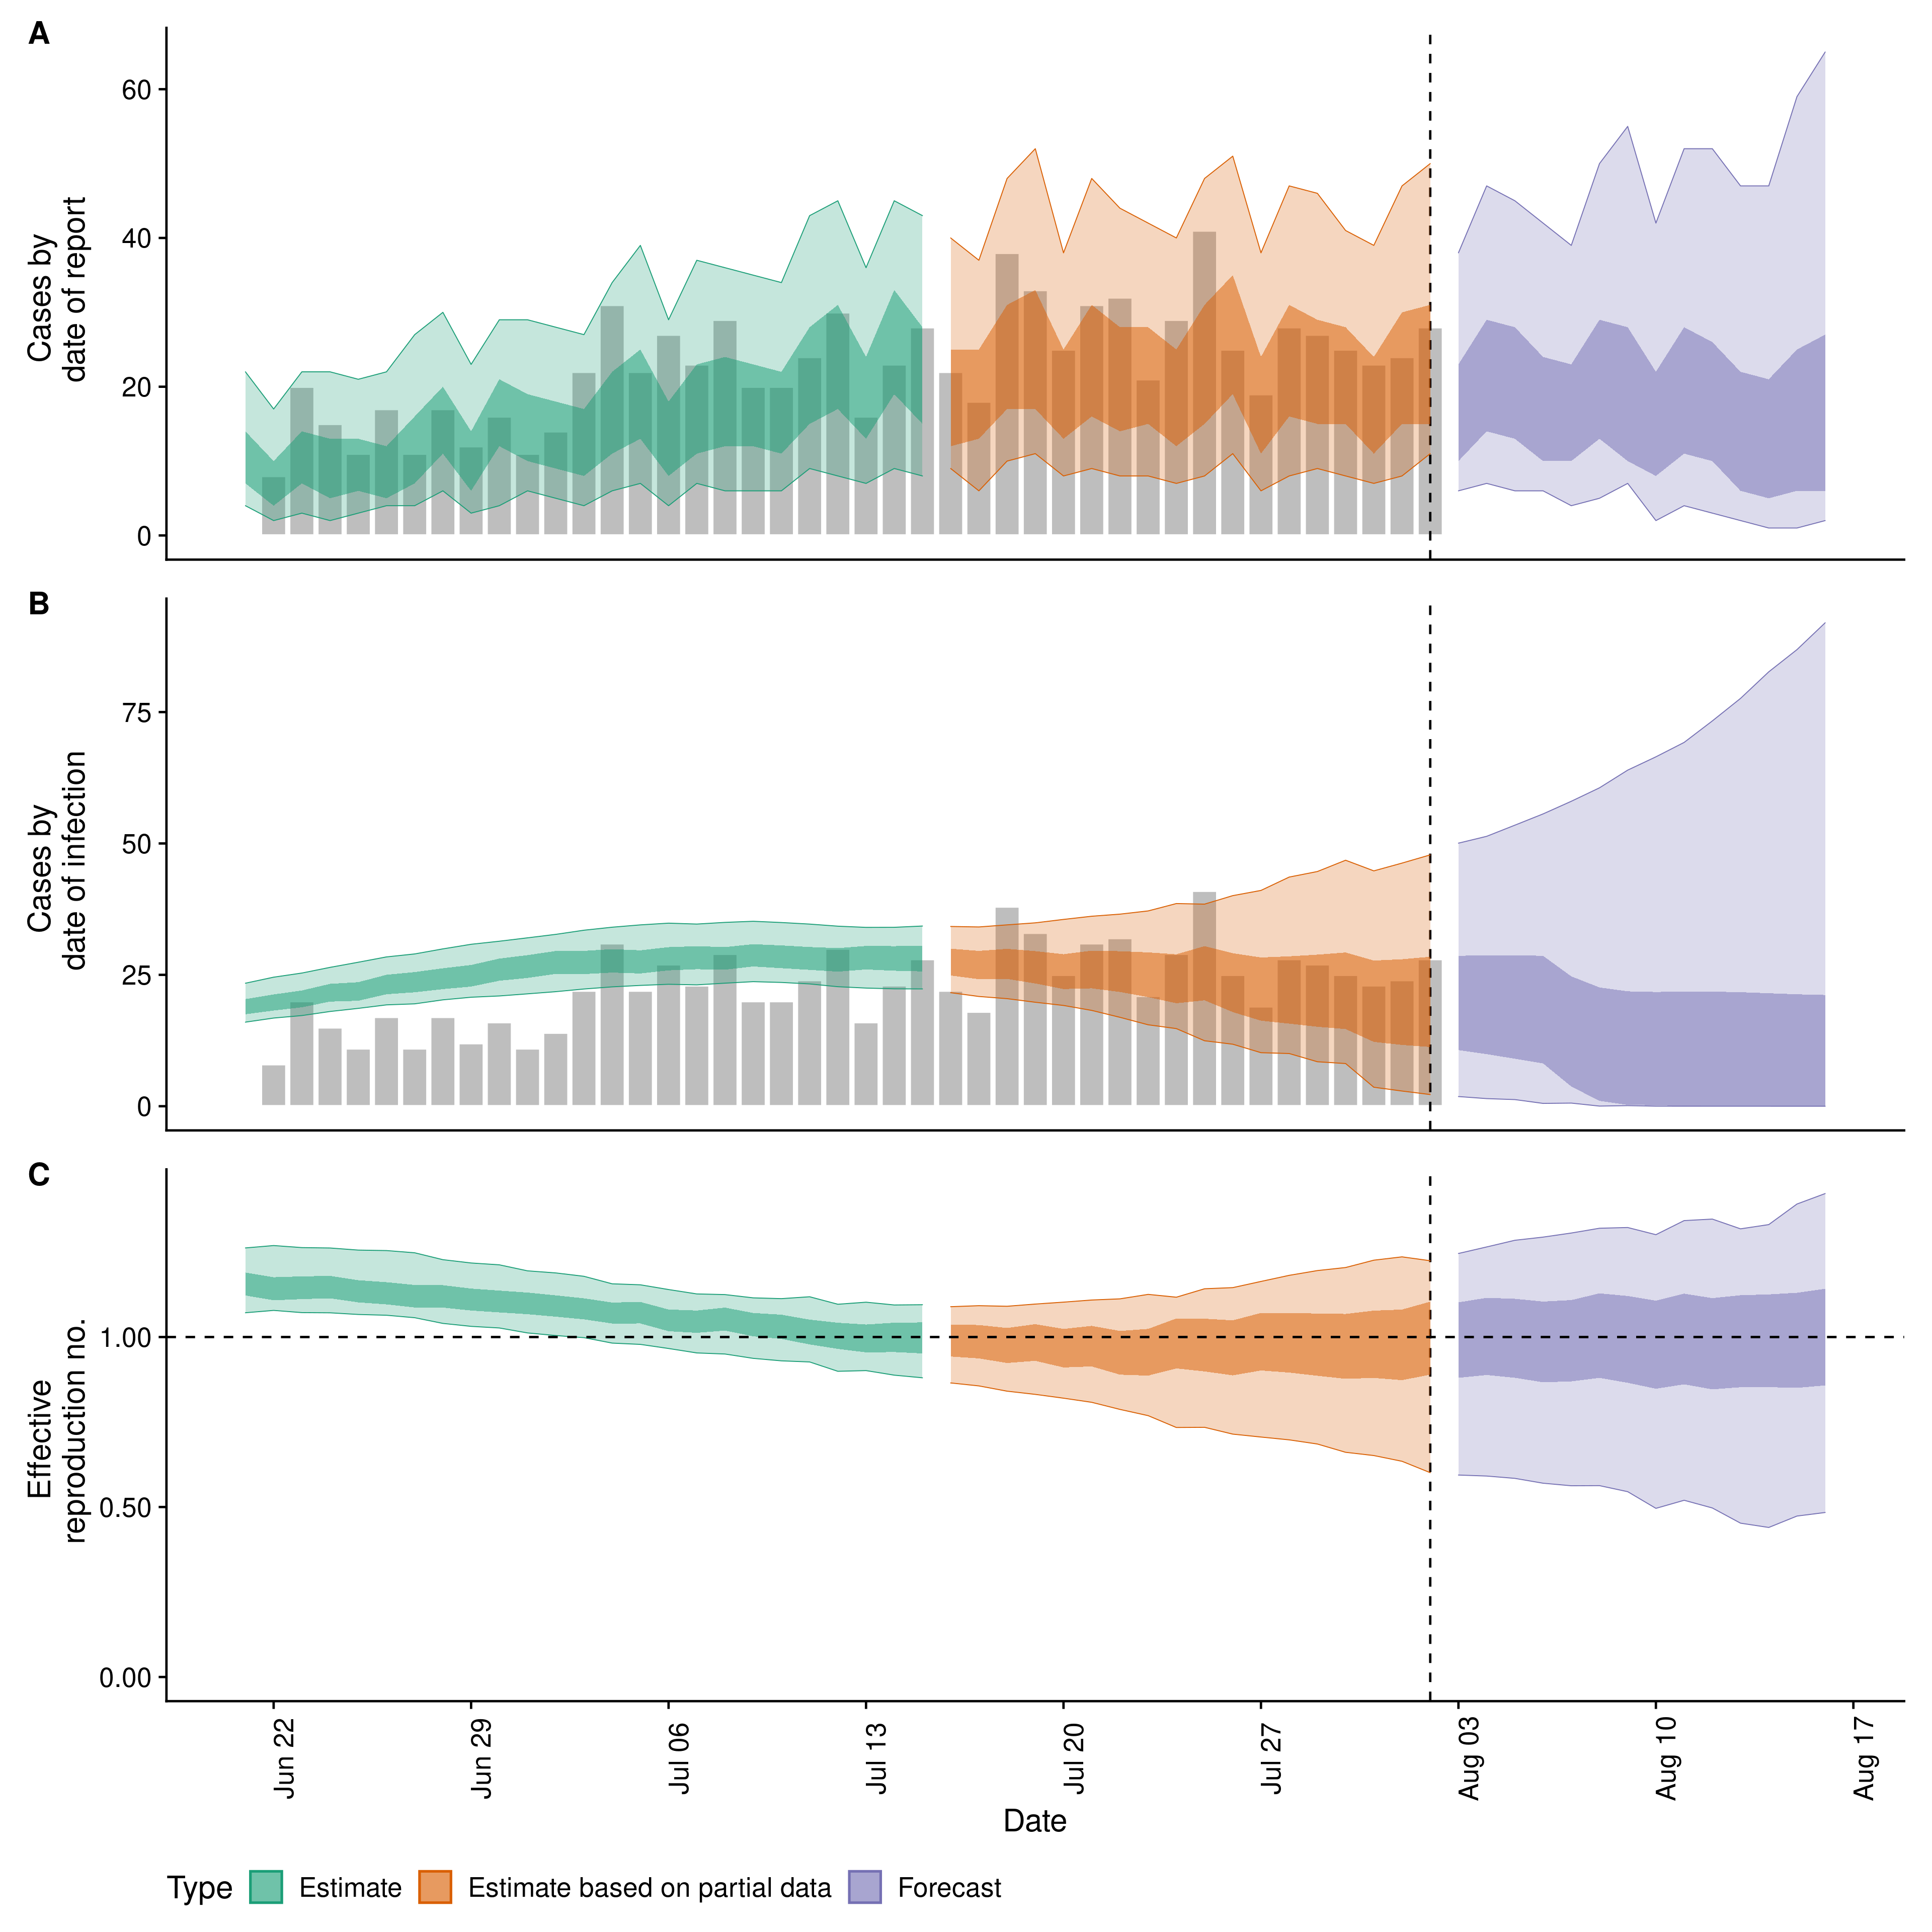 A
60
40
20
0
Cases by
date of report
B
75
50
25
0
Cases by
date of infection
C
1.00
0.50
0.00
Effective
reproduction no.
Jun 22
Jun 29
Jul 06
Jul 13
Jul 20
Jul 27
Aug 03
Aug 10
Aug 17
Date
Type Estimate Estimate based on partial data Forecast